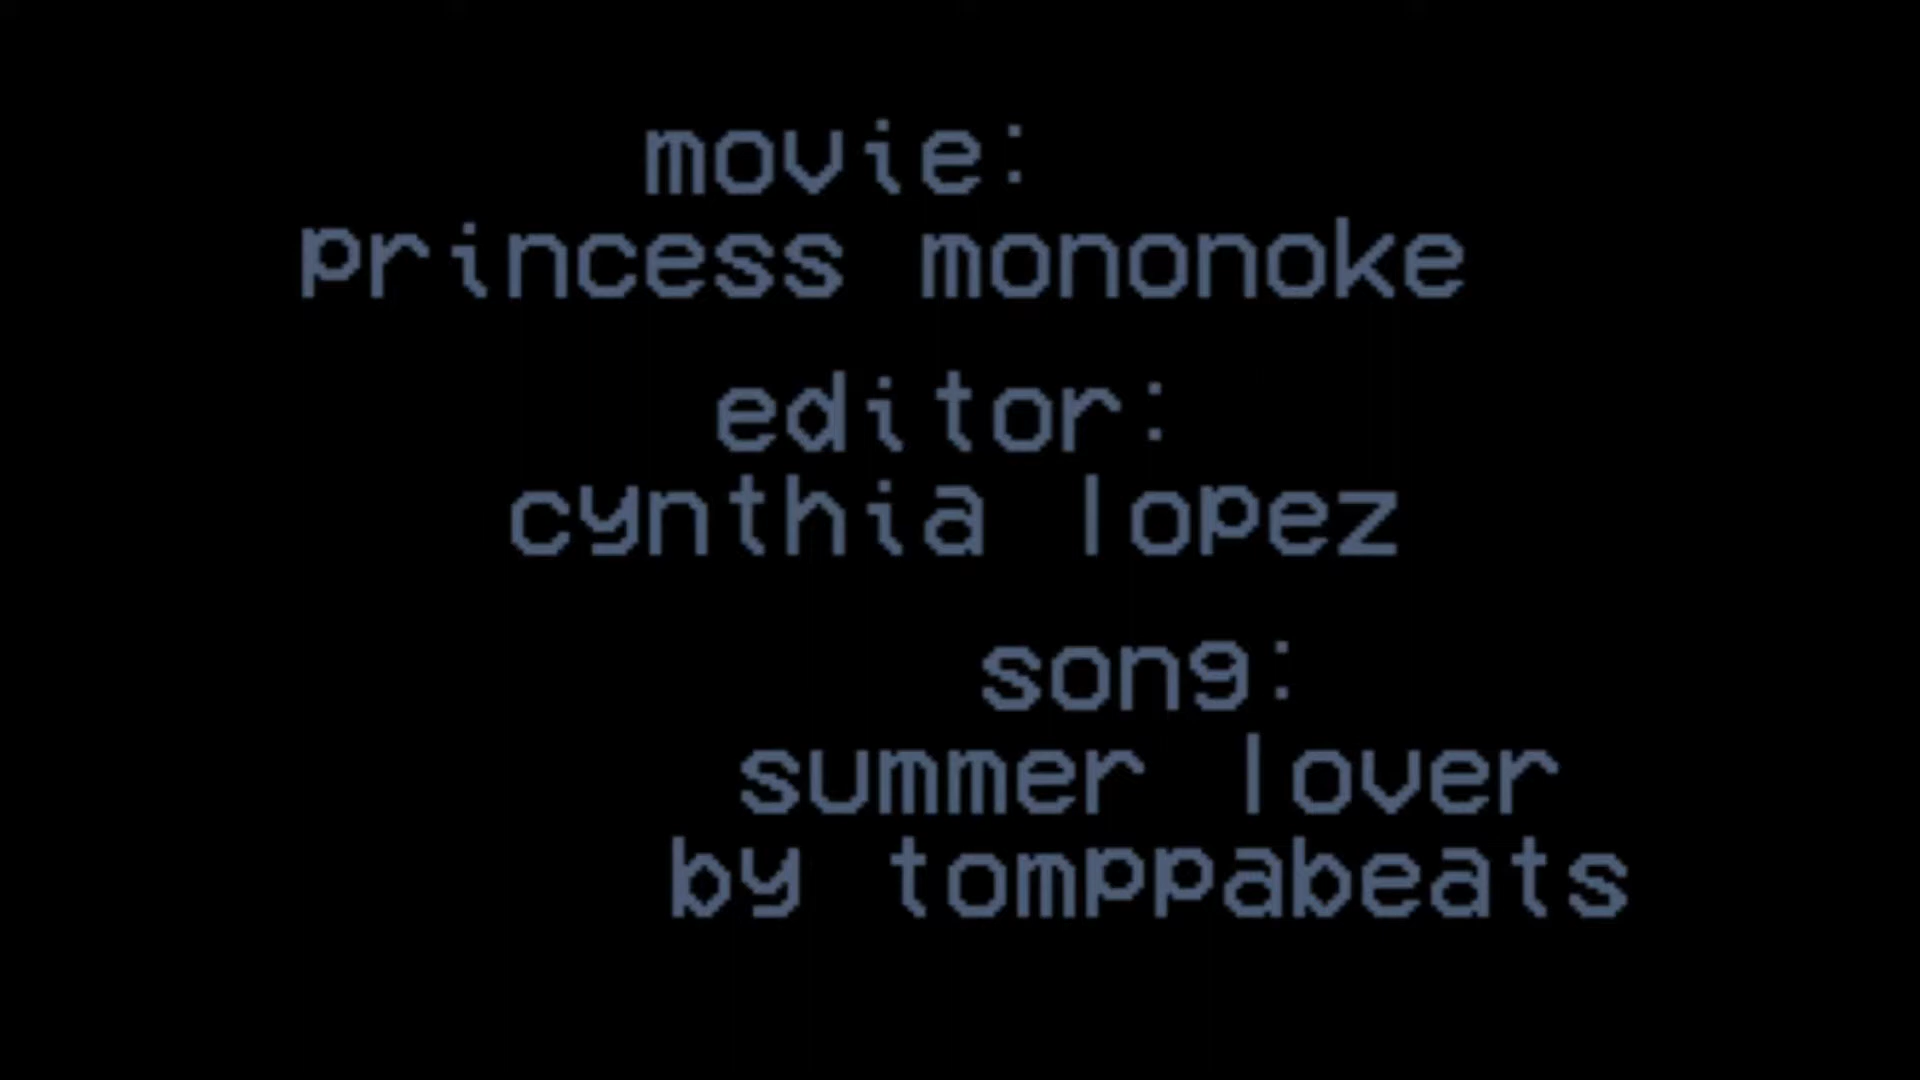 movie:
princess mononoke
editor:
cynthia lopez
song:
summer lover
by tomppabeats